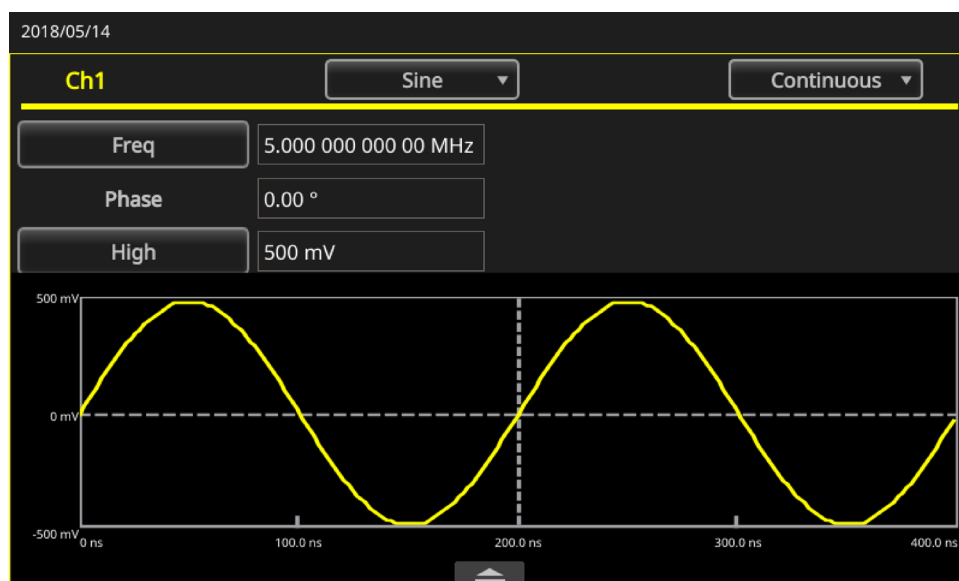 2018/05/14
Ch1 Sine Continuous
Freq 5.000 000 000 00 MHz
Phase 0.00 °
High 500 mV
500 mV
0 mV
-500 mV
0 ns 100.0 ns 200.0 ns 300.0 ns 400.0 ns